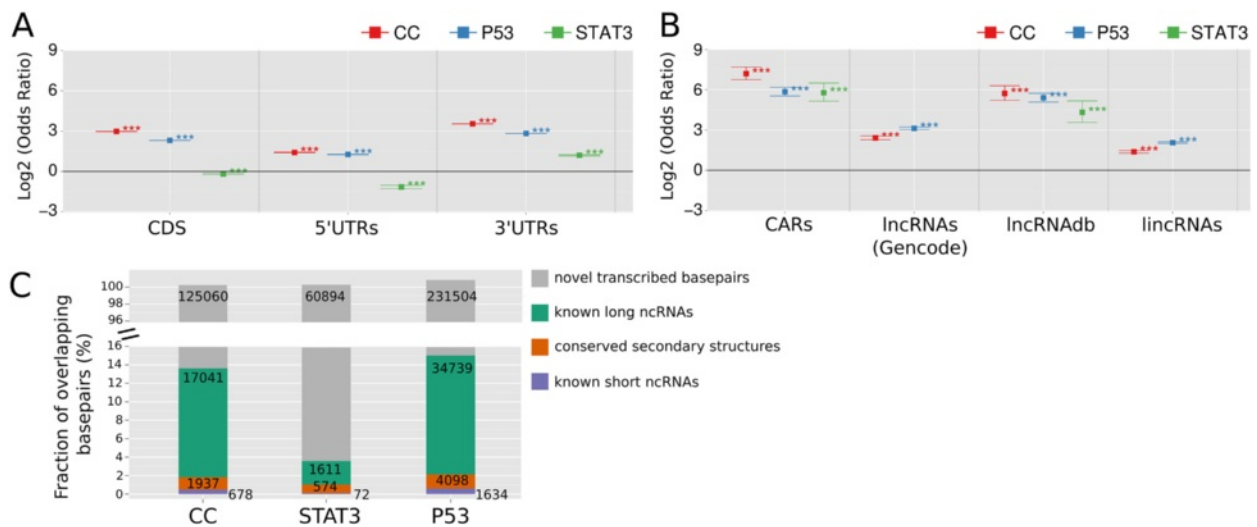 A
CC P53 STAT3
Log2 (Odds Ratio)
9
6
3
0
−3
***
***
***
***
***
***
***
***
***
CDS 5'UTRs 3'UTRs
B
CC P53 STAT3
Log2 (Odds Ratio)
9
6
3
0
−3
***
***
***
***
***
***
***
***
***
***
CARs lncRNAs lncRNAdb lincRNAs
(Gencode)
C
Fraction of overlapping
basepairs (%)
100
98
96
16
14
12
10
8
6
4
2
0
125060 60894 231504
17041 1611 34739
1937 574 4098
678 72 1634
CC STAT3 P53
novel transcribed basepairs
known long ncRNAs
conserved secondary structures
known short ncRNAs